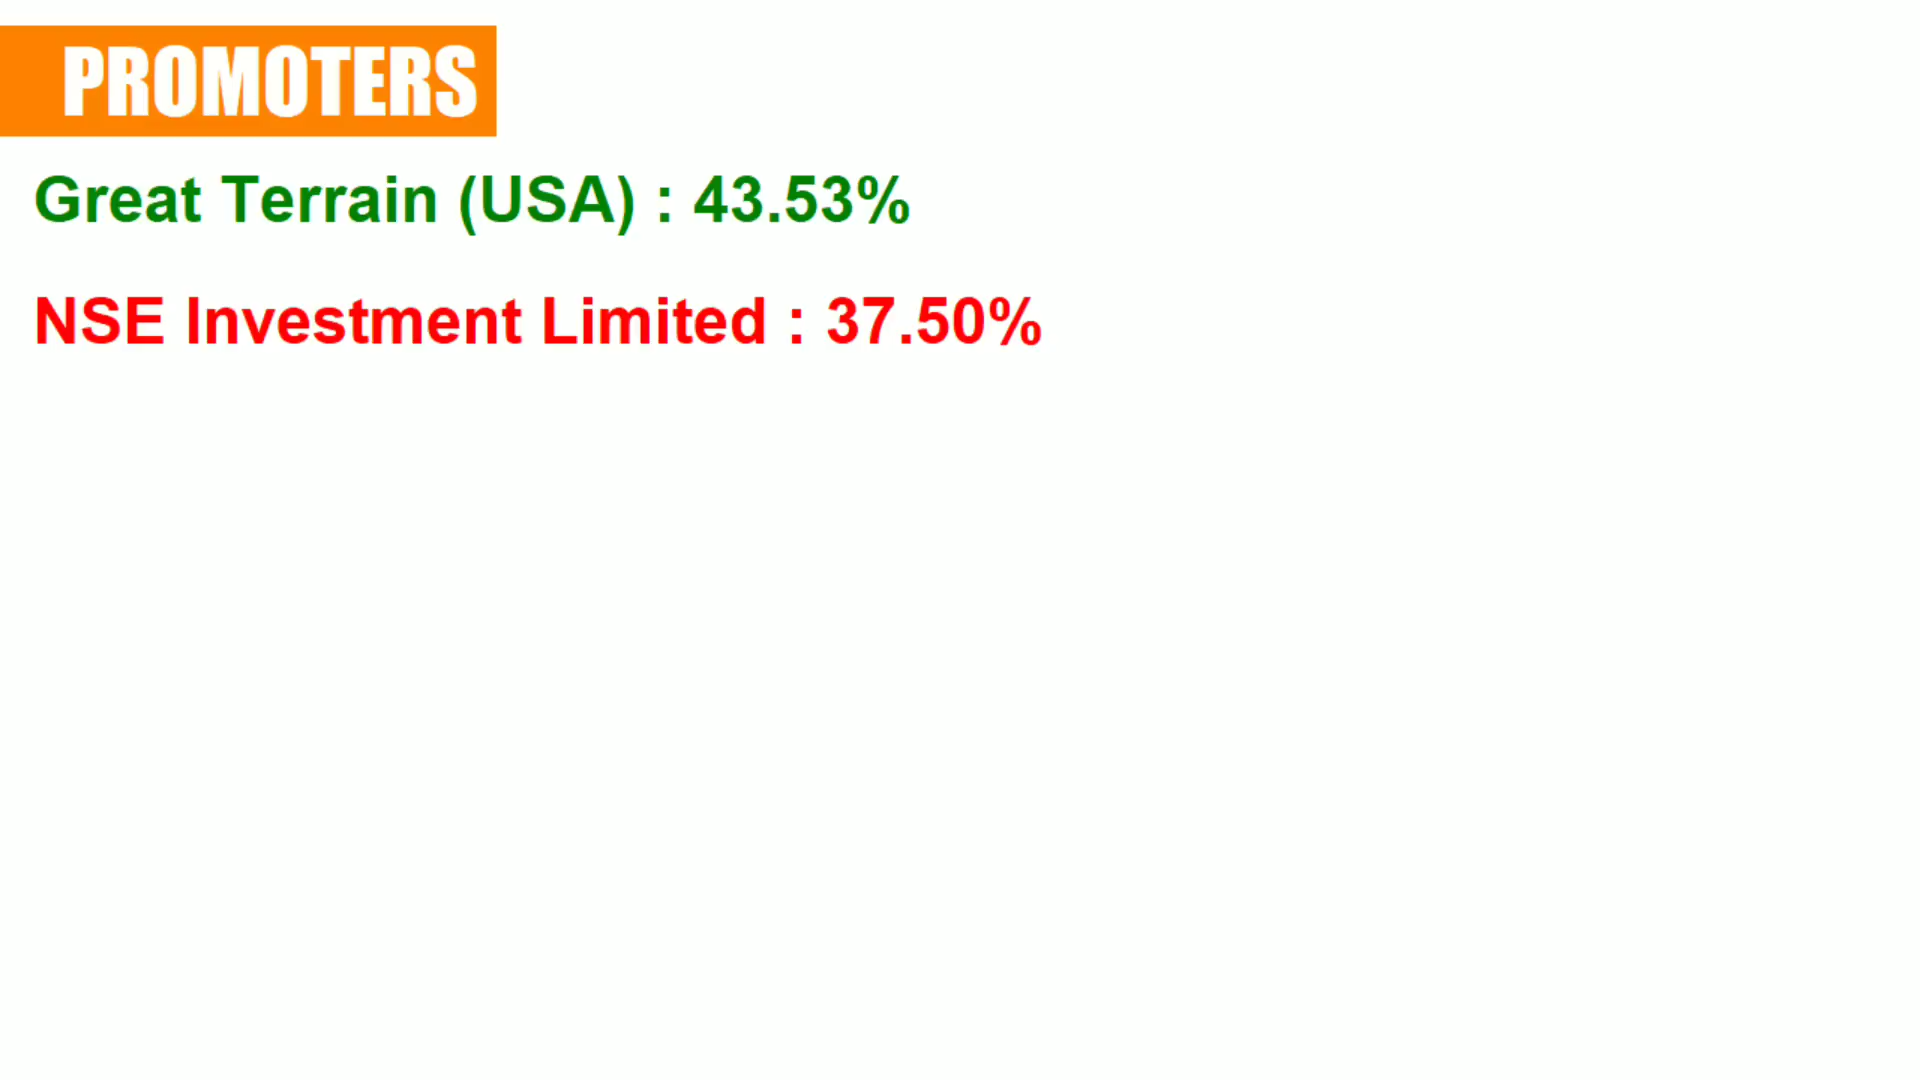 PROMOTERS
Great Terrain (USA) : 43.53%
NSE Investment Limited : 37.50%